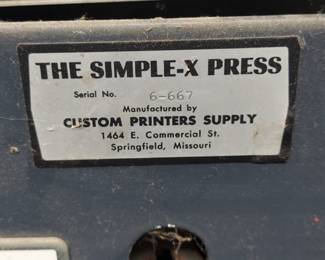 THE SIMPLE-X PRESS
Serial No. 6-667
Manufactured by
CUSTOM PRINTERS SUPPLY
1464 E. Commercial St.
Springfield, Missouri